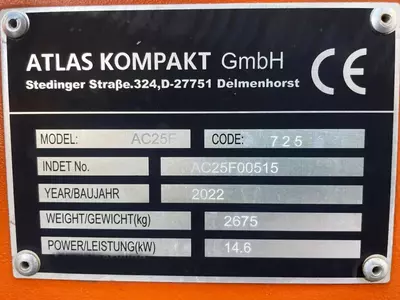 ATLAS KOMPAKT GmbH
Stedinger Straße.324,D-27751 Delmenhorst
CE
MODEL: AC25F CODE: 725
INDET No. AC25F00515
YEAR/BAUJAHR 2022
WEIGHT/GEWICHT(kg) 2675
POWER/LEISTUNG(kW) 14.6